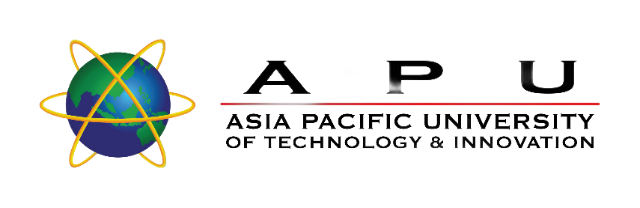 A P U
ASIA PACIFIC UNIVERSITY
OF TECHNOLOGY & INNOVATION